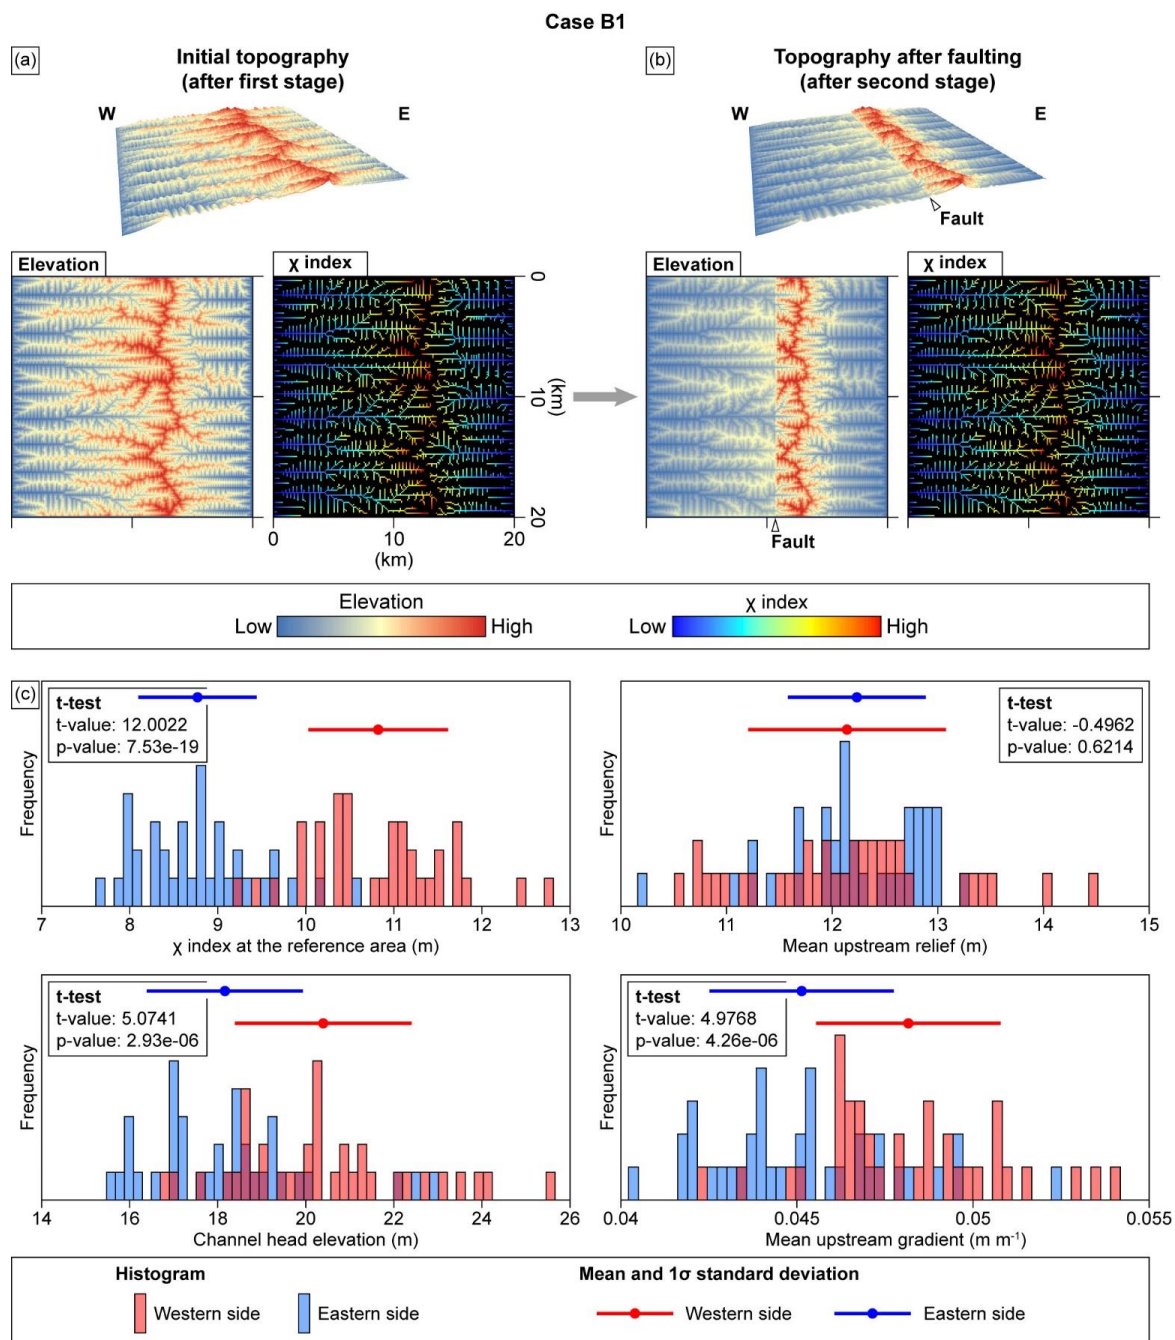 Case B1
(a)
Initial topography
(after first stage)
W
E
(b)
Topography after faulting
(after second stage)
W
E
Fault
Elevation
χ index
0
10
(km)
20
0
10
20
(km)
Elevation
χ index
Fault
Elevation
Low
High
χ index
Low
High
(c)
t-test
t-value: 12.0022
p-value: 7.53e-19
Frequency
7
8
9
10
11
12
13
χ index at the reference area (m)
t-test
t-value: -0.4962
p-value: 0.6214
Frequency
10
11
12
13
14
15
Mean upstream relief (m)
t-test
t-value: 5.0741
p-value: 2.93e-06
Frequency
14
16
18
20
22
24
26
Channel head elevation (m)
t-test
t-value: 4.9768
p-value: 4.26e-06
Frequency
0.04
0.045
0.05
0.055
Mean upstream gradient (m m⁻¹)
Histogram
Western side
Eastern side
Mean and 1σ standard deviation
Western side
Eastern side